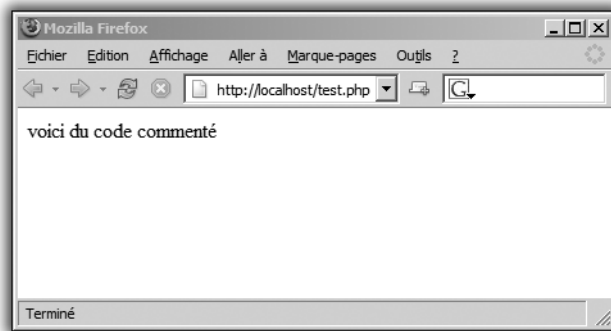 Mozilla Firefox
Fichier Edition Affichage Aller à Marque-pages Outils ?
http://localhost/test.php G
voici du code commenté
Terminé